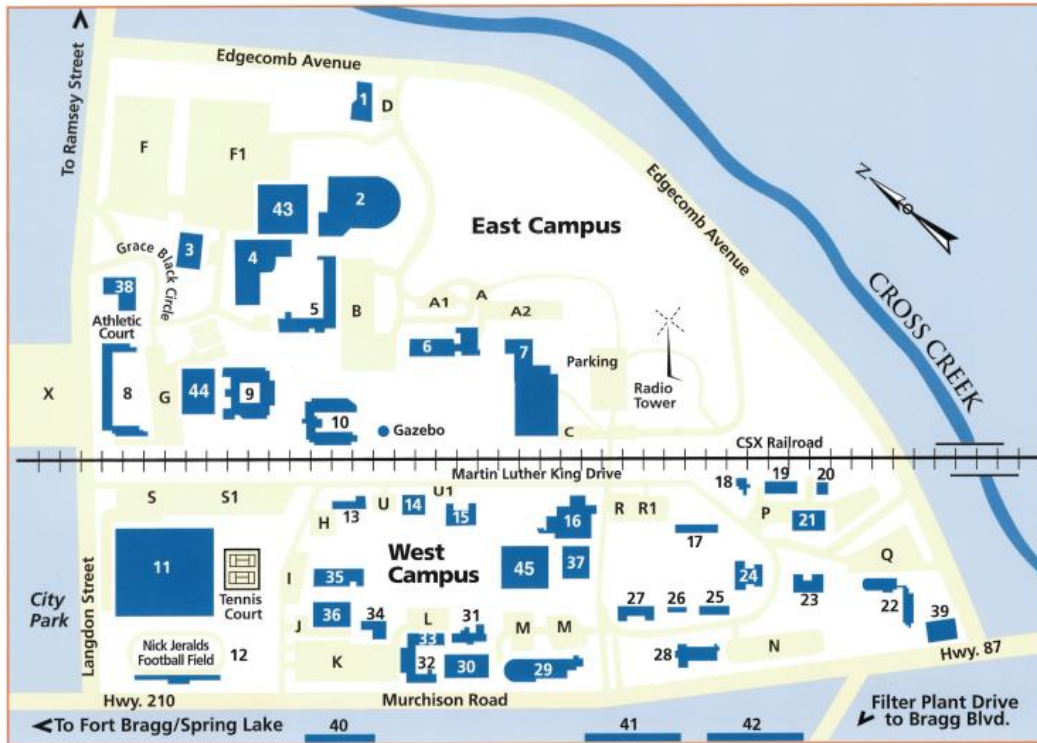 To Ramsey Street
Edgecomb Avenue
1
D
F
F1
43
2
East Campus
Edgecomb Avenue
N
Grace Black Circle
3
4
38
Athletic
Court
5
B
A1
A
A2
6
7
Parking
Radio
Tower
CROSS CREEK
X
8
G
44
9
10
Gazebo
C
CSX Railroad
Martin Luther King Drive
S
S1
H
13
U
14
U1
15
16
R
R1
17
18
19
20
P
21
Q
11
Tennis
Court
I
35
West
Campus
45
37
24
23
22
39
City
Park
Langdon Street
J
36
34
L
33
31
M
M
27
26
25
Nick Jeralds
Football Field
12
K
32
30
29
28
N
Hwy. 87
Hwy. 210
Murchison Road
Filter Plant Drive
to Bragg Blvd.
To Fort Bragg/Spring Lake
40
41
42